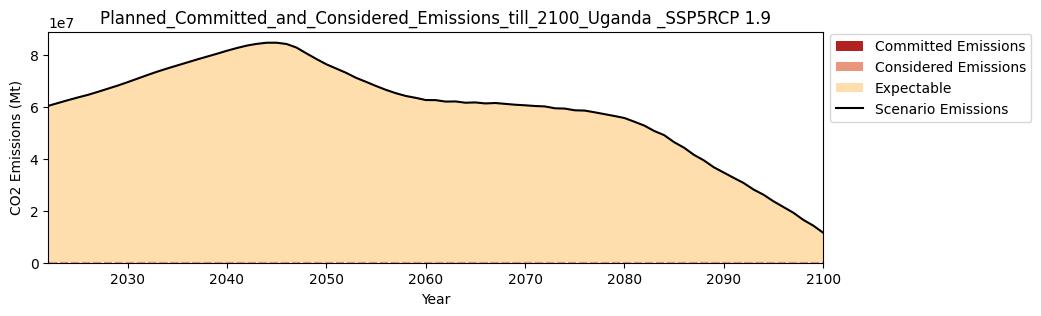 Planned_Committed_and_Considered_Emissions_till_2100_Uganda _SSP5RCP 1.9
1e7
CO2 Emissions (Mt)
8
6
4
2
0
2030 2040 2050 2060 2070 2080 2090 2100
Year
Committed Emissions
Considered Emissions
Expectable
Scenario Emissions